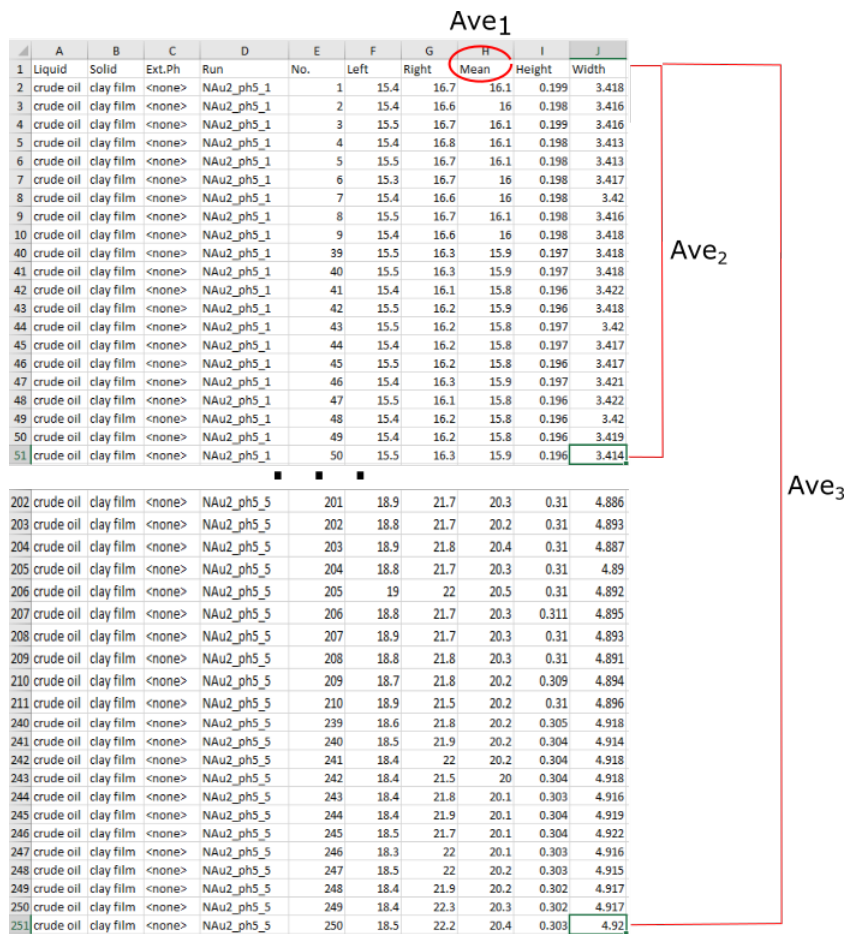 Ave1
A B C D E F G H I J
1 Liquid Solid Ext.Ph Run No. Left Right Mean Height Width
2 crude oil clay film <none> NAu2_ph5_1 1 15.4 16.7 16.1 0.199 3.418
3 crude oil clay film <none> NAu2_ph5_1 2 15.4 16.6 16 0.198 3.416
4 crude oil clay film <none> NAu2_ph5_1 3 15.5 16.7 16.1 0.199 3.416
5 crude oil clay film <none> NAu2_ph5_1 4 15.4 16.8 16.1 0.198 3.413
6 crude oil clay film <none> NAu2_ph5_1 5 15.5 16.7 16.1 0.198 3.413
7 crude oil clay film <none> NAu2_ph5_1 6 15.3 16.7 16 0.198 3.417
8 crude oil clay film <none> NAu2_ph5_1 7 15.4 16.6 16 0.198 3.42
9 crude oil clay film <none> NAu2_ph5_1 8 15.5 16.7 16.1 0.198 3.416
10 crude oil clay film <none> NAu2_ph5_1 9 15.4 16.6 16 0.198 3.418
40 crude oil clay film <none> NAu2_ph5_1 39 15.5 16.3 15.9 0.197 3.418
Ave2
41 crude oil clay film <none> NAu2_ph5_1 40 15.5 16.3 15.9 0.197 3.418
42 crude oil clay film <none> NAu2_ph5_1 41 15.4 16.1 15.8 0.196 3.422
43 crude oil clay film <none> NAu2_ph5_1 42 15.5 16.2 15.8 0.196 3.418
44 crude oil clay film <none> NAu2_ph5_1 43 15.5 16.2 15.8 0.197 3.42
45 crude oil clay film <none> NAu2_ph5_1 44 15.4 16.2 15.8 0.197 3.417
46 crude oil clay film <none> NAu2_ph5_1 45 15.5 16.2 15.8 0.196 3.417
47 crude oil clay film <none> NAu2_ph5_1 46 15.4 16.3 15.9 0.197 3.421
48 crude oil clay film <none> NAu2_ph5_1 47 15.5 16.1 15.8 0.196 3.422
49 crude oil clay film <none> NAu2_ph5_1 48 15.4 16.2 15.8 0.196 3.42
50 crude oil clay film <none> NAu2_ph5_1 49 15.4 16.2 15.8 0.196 3.419
51 crude oil clay film <none> NAu2_ph5_1 50 15.5 16.3 15.9 0.196 3.414
Ave3
202 crude oil clay film <none> NAu2_ph5_5 201 18.9 21.7 20.3 0.31 4.886
203 crude oil clay film <none> NAu2_ph5_5 202 18.8 21.7 20.2 0.31 4.893
204 crude oil clay film <none> NAu2_ph5_5 203 18.9 21.8 20.4 0.31 4.887
205 crude oil clay film <none> NAu2_ph5_5 204 18.8 21.7 20.3 0.31 4.89
206 crude oil clay film <none> NAu2_ph5_5 205 19 22 20.5 0.31 4.892
207 crude oil clay film <none> NAu2_ph5_5 206 18.8 21.7 20.3 0.311 4.895
208 crude oil clay film <none> NAu2_ph5_5 207 18.9 21.7 20.3 0.31 4.893
209 crude oil clay film <none> NAu2_ph5_5 208 18.8 21.8 20.3 0.31 4.891
210 crude oil clay film <none> NAu2_ph5_5 209 18.7 21.8 20.2 0.309 4.894
211 crude oil clay film <none> NAu2_ph5_5 210 18.9 21.5 20.2 0.31 4.896
240 crude oil clay film <none> NAu2_ph5_5 239 18.6 21.8 20.2 0.305 4.918
241 crude oil clay film <none> NAu2_ph5_5 240 18.5 21.9 20.2 0.304 4.914
242 crude oil clay film <none> NAu2_ph5_5 241 18.4 22 20.2 0.304 4.918
243 crude oil clay film <none> NAu2_ph5_5 242 18.4 21.5 20 0.304 4.918
244 crude oil clay film <none> NAu2_ph5_5 243 18.4 21.8 20.1 0.303 4.916
245 crude oil clay film <none> NAu2_ph5_5 244 18.4 21.9 20.1 0.304 4.919
246 crude oil clay film <none> NAu2_ph5_5 245 18.5 21.7 20.1 0.304 4.922
247 crude oil clay film <none> NAu2_ph5_5 246 18.3 22 20.1 0.303 4.916
248 crude oil clay film <none> NAu2_ph5_5 247 18.5 22 20.2 0.303 4.915
249 crude oil clay film <none> NAu2_ph5_5 248 18.4 21.9 20.2 0.302 4.917
250 crude oil clay film <none> NAu2_ph5_5 249 18.4 22.3 20.3 0.302 4.917
251 crude oil clay film <none> NAu2_ph5_5 250 18.5 22.2 20.4 0.303 4.92